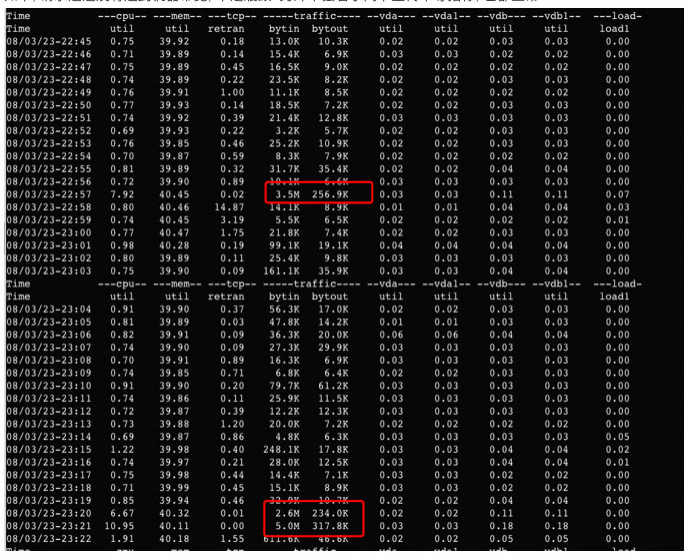 Time ---cpu-- ---mem-- ---tcp-- -----traffic---- --vda--- --vda1-- --vdb--- --vdb1-- ---load-
Time util util retran bytin bytout util util util util load1
08/03/23-22:45 0.75 39.92 0.18 13.0K 10.3K 0.02 0.02 0.03 0.03 0.00
08/03/23-22:46 0.71 39.89 0.14 15.4K 6.9K 0.03 0.03 0.03 0.03 0.00
08/03/23-22:47 0.75 39.89 0.45 16.5K 9.0K 0.02 0.02 0.02 0.02 0.00
08/03/23-22:48 0.74 39.89 0.22 23.5K 8.2K 0.02 0.02 0.03 0.03 0.00
08/03/23-22:49 0.76 39.91 1.00 11.1K 8.5K 0.02 0.02 0.02 0.02 0.00
08/03/23-22:50 0.77 39.93 0.14 18.5K 7.2K 0.02 0.02 0.03 0.03 0.00
08/03/23-22:51 0.74 39.92 0.39 21.4K 12.8K 0.03 0.03 0.03 0.03 0.00
08/03/23-22:52 0.69 39.93 0.22 3.2K 5.7K 0.02 0.02 0.02 0.02 0.00
08/03/23-22:53 0.76 39.85 0.46 25.2K 10.9K 0.02 0.02 0.03 0.03 0.00
08/03/23-22:54 0.70 39.87 0.59 8.3K 7.9K 0.02 0.02 0.02 0.02 0.00
08/03/23-22:55 0.81 39.89 0.32 31.7K 35.4K 0.02 0.02 0.04 0.04 0.00
08/03/23-22:56 0.72 39.90 0.89 10.1K 6.6K 0.03 0.03 0.03 0.03 0.00
08/03/23-22:57 7.92 40.45 0.02 3.5M 256.9K 0.03 0.03 0.11 0.11 0.07
08/03/23-22:58 0.80 40.46 14.87 14.1K 8.9K 0.01 0.01 0.04 0.04 0.03
08/03/23-22:59 0.74 40.45 3.19 5.5K 6.5K 0.02 0.02 0.02 0.02 0.01
08/03/23-23:00 0.77 40.47 1.75 21.8K 7.4K 0.02 0.02 0.03 0.03 0.00
08/03/23-23:01 0.98 40.28 0.19 99.1K 19.1K 0.04 0.04 0.04 0.04 0.00
08/03/23-23:02 0.80 39.89 0.11 25.4K 9.8K 0.03 0.03 0.04 0.04 0.00
08/03/23-23:03 0.75 39.90 0.09 161.1K 35.9K 0.03 0.03 0.04 0.04 0.00
Time ---cpu-- ---mem-- ---tcp-- -----traffic---- --vda--- --vda1-- --vdb--- --vdb1-- ---load-
Time util util retran bytin bytout util util util util load1
08/03/23-23:04 0.91 39.90 0.37 56.3K 17.0K 0.02 0.02 0.03 0.03 0.00
08/03/23-23:05 0.81 39.89 0.03 47.8K 14.2K 0.01 0.01 0.03 0.03 0.00
08/03/23-23:06 0.82 39.91 0.09 36.3K 20.0K 0.06 0.06 0.04 0.04 0.00
08/03/23-23:07 0.74 39.90 0.09 27.3K 29.9K 0.03 0.03 0.03 0.03 0.00
08/03/23-23:08 0.70 39.91 0.89 16.3K 6.9K 0.03 0.03 0.03 0.03 0.00
08/03/23-23:09 0.74 39.85 0.71 6.8K 6.4K 0.02 0.02 0.03 0.03 0.00
08/03/23-23:10 0.91 39.90 0.20 79.7K 61.2K 0.03 0.03 0.03 0.03 0.00
08/03/23-23:11 0.74 39.86 0.11 25.9K 11.5K 0.03 0.03 0.03 0.03 0.00
08/03/23-23:12 0.72 39.87 0.39 12.2K 12.3K 0.03 0.03 0.03 0.03 0.00
08/03/23-23:13 0.73 39.88 1.20 20.0K 7.2K 0.02 0.02 0.03 0.03 0.00
08/03/23-23:14 0.69 39.87 0.86 4.8K 6.3K 0.03 0.03 0.02 0.02 0.05
08/03/23-23:15 1.22 39.98 0.40 248.1K 17.8K 0.03 0.03 0.04 0.04 0.04
08/03/23-23:16 0.74 39.97 0.21 28.0K 12.5K 0.03 0.03 0.04 0.04 0.01
08/03/23-23:17 0.75 39.98 0.44 14.4K 7.1K 0.03 0.03 0.03 0.03 0.00
08/03/23-23:18 0.71 39.99 0.45 15.1K 8.9K 0.03 0.03 0.02 0.02 0.00
08/03/23-23:19 0.85 39.94 0.46 32.9K 10.7K 0.02 0.02 0.04 0.04 0.00
08/03/23-23:20 6.67 40.32 0.01 2.6M 234.0K 0.02 0.02 0.11 0.11 0.00
08/03/23-23:21 10.95 40.11 0.00 5.0M 317.8K 0.03 0.03 0.18 0.18 0.00
08/03/23-23:22 1.91 40.18 1.55 611.6K 46.6K 0.02 0.02 0.05 0.05 0.00